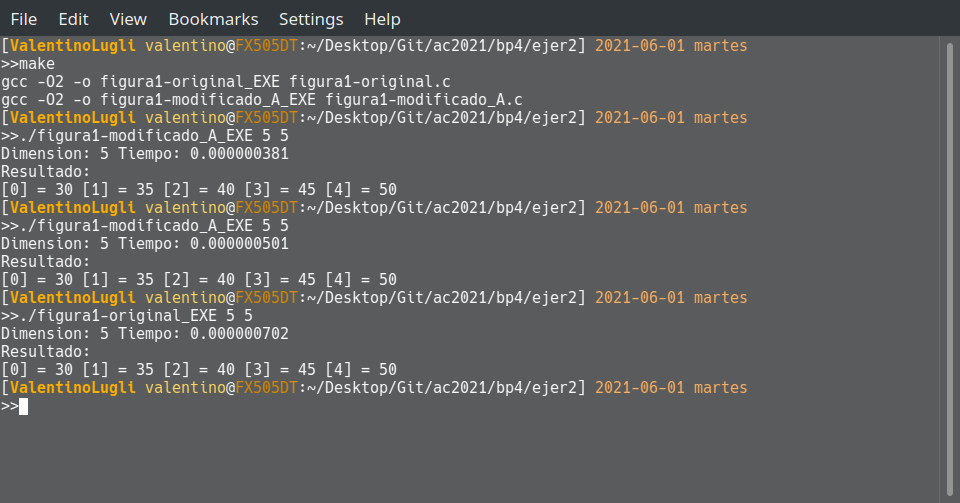 File Edit View Bookmarks Settings Help
[ValentinoLugli valentino@FX505DT:~/Desktop/Git/ac2021/bp4/ejer2] 2021-06-01 martes
>>make
gcc -O2 -o figura1-original_EXE figura1-original.c
gcc -O2 -o figura1-modificado_A_EXE figura1-modificado_A.c
[ValentinoLugli valentino@FX505DT:~/Desktop/Git/ac2021/bp4/ejer2] 2021-06-01 martes
>>./figura1-modificado_A_EXE 5 5
Dimension: 5 Tiempo: 0.000000381
Resultado:
[0] = 30 [1] = 35 [2] = 40 [3] = 45 [4] = 50
[ValentinoLugli valentino@FX505DT:~/Desktop/Git/ac2021/bp4/ejer2] 2021-06-01 martes
>>./figura1-modificado_A_EXE 5 5
Dimension: 5 Tiempo: 0.000000501
Resultado:
[0] = 30 [1] = 35 [2] = 40 [3] = 45 [4] = 50
[ValentinoLugli valentino@FX505DT:~/Desktop/Git/ac2021/bp4/ejer2] 2021-06-01 martes
>>./figura1-original_EXE 5 5
Dimension: 5 Tiempo: 0.000000702
Resultado:
[0] = 30 [1] = 35 [2] = 40 [3] = 45 [4] = 50
[ValentinoLugli valentino@FX505DT:~/Desktop/Git/ac2021/bp4/ejer2] 2021-06-01 martes
>>